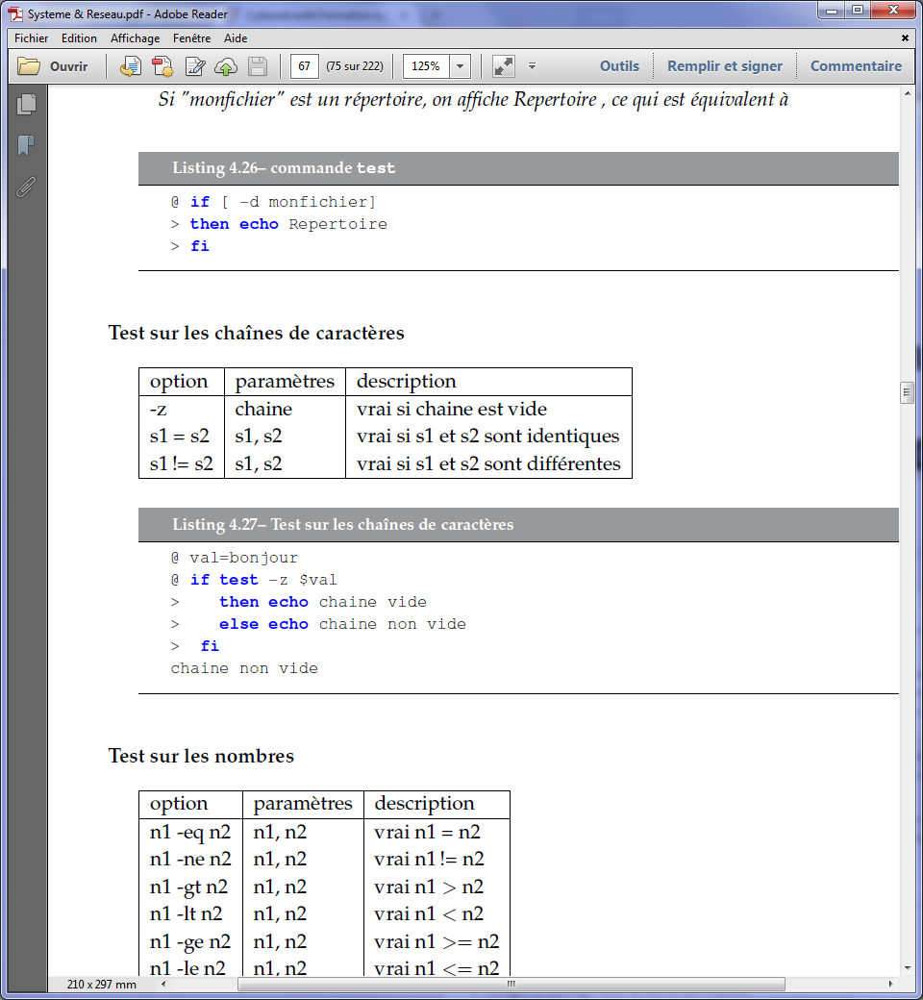 Systeme & Reseau.pdf - Adobe Reader
Fichier Edition Affichage Fenêtre Aide
Ouvrir 67 (75 sur 222) 125% Outils Remplir et signer Commentaire
Si "monfichier" est un répertoire, on affiche Repertoire , ce qui est équivalent à
Listing 4.26– commande test
@ if [ -d monfichier]
> then echo Repertoire
> fi
Test sur les chaînes de caractères
option paramètres description
-z chaine vrai si chaine est vide
s1 = s2 s1, s2 vrai si s1 et s2 sont identiques
s1 != s2 s1, s2 vrai si s1 et s2 sont différentes
Listing 4.27– Test sur les chaînes de caractères
@ val=bonjour
@ if test -z $val
> then echo chaine vide
> else echo chaine non vide
> fi
chaine non vide
Test sur les nombres
option paramètres description
n1 -eq n2 n1, n2 vrai n1 = n2
n1 -ne n2 n1, n2 vrai n1 != n2
n1 -gt n2 n1, n2 vrai n1 > n2
n1 -lt n2 n1, n2 vrai n1 < n2
n1 -ge n2 n1, n2 vrai n1 >= n2
n1 -le n2 n1, n2 vrai n1 <= n2
210 x 297 mm